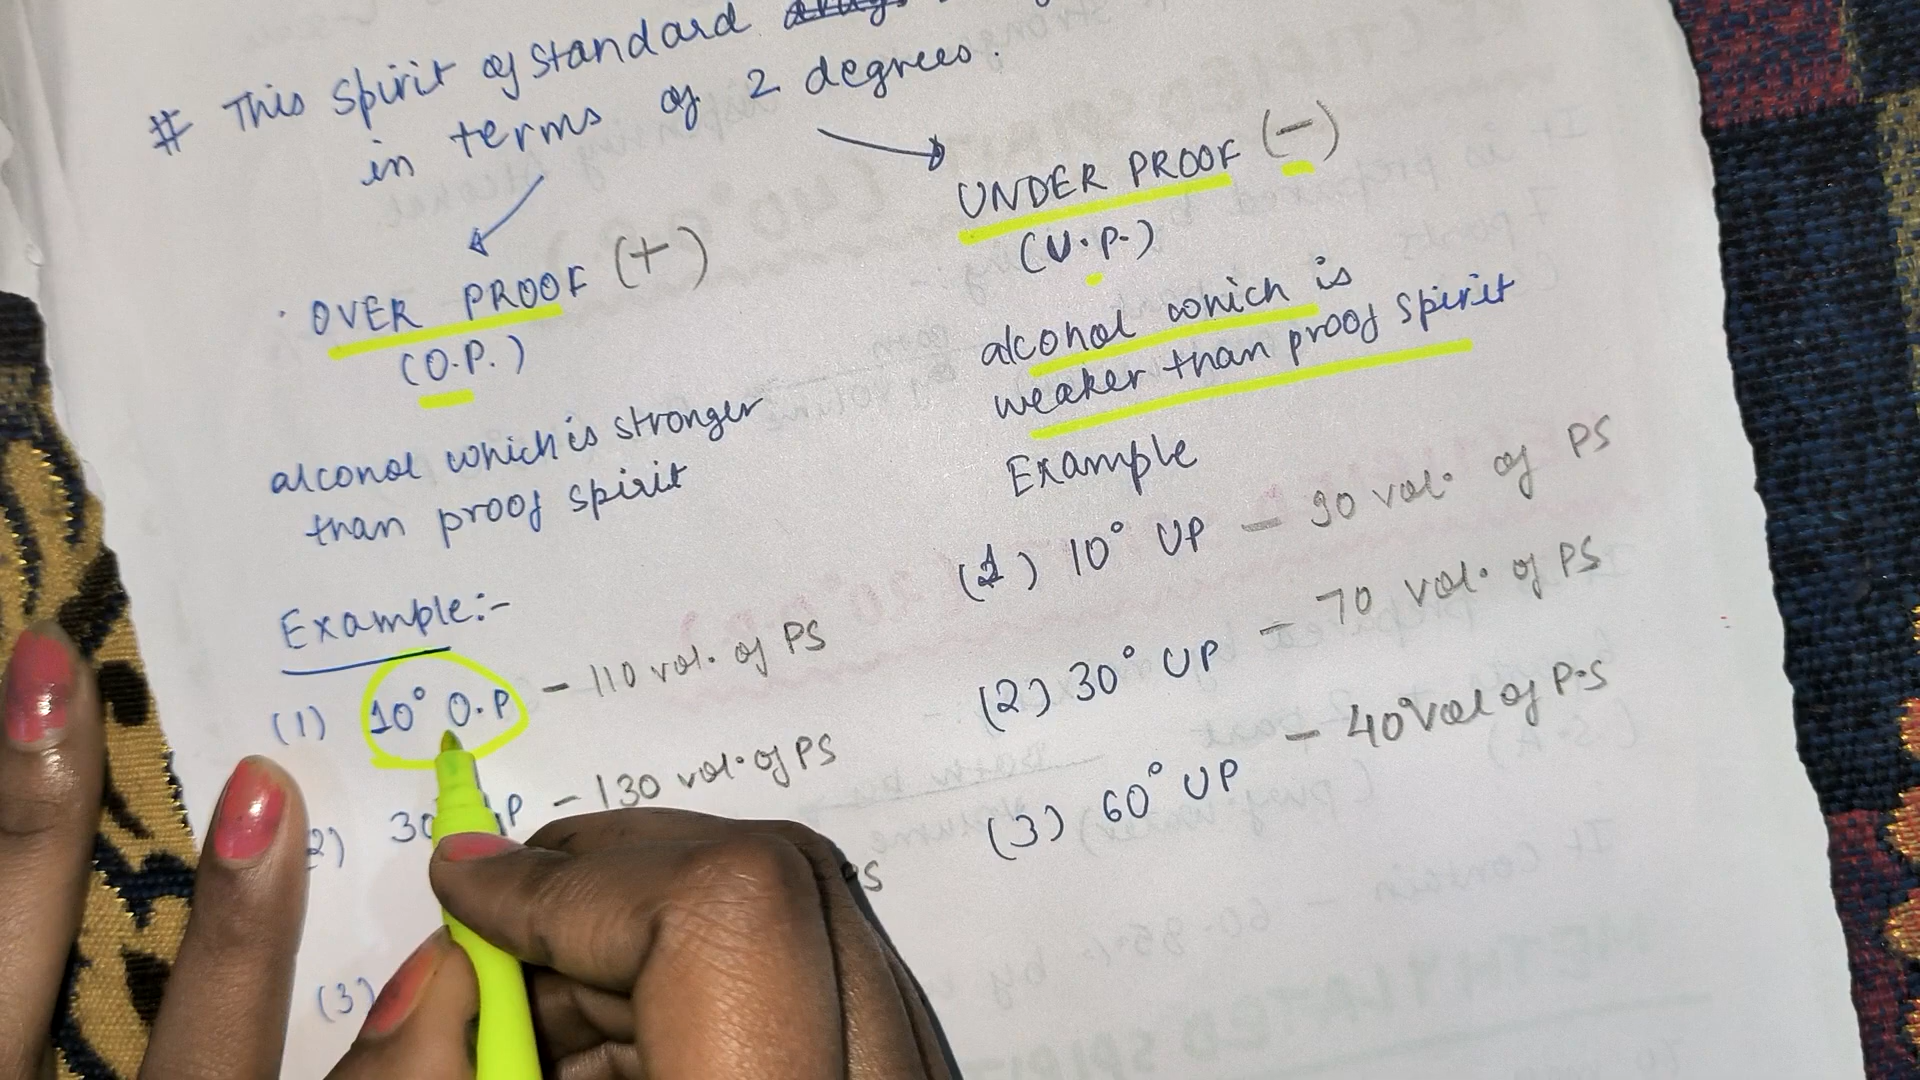 # This spirit of standard
in terms of 2 degrees.
OVER PROOF (+)
(O.P.)
alcohol which is stronger
than proof spirit
Example:-
(1) 10° O.P - 110 vol. of PS
2) 30 P - 130 vol. of PS
PS
(3)
UNDER PROOF (-)
(U.P.)
alcohol which is
weaker than proof spirit
Example
(1) 10° UP - 90 vol. of PS
(2) 30° UP - 70 vol. of PS
(3) 60° UP - 40 vol of P.S